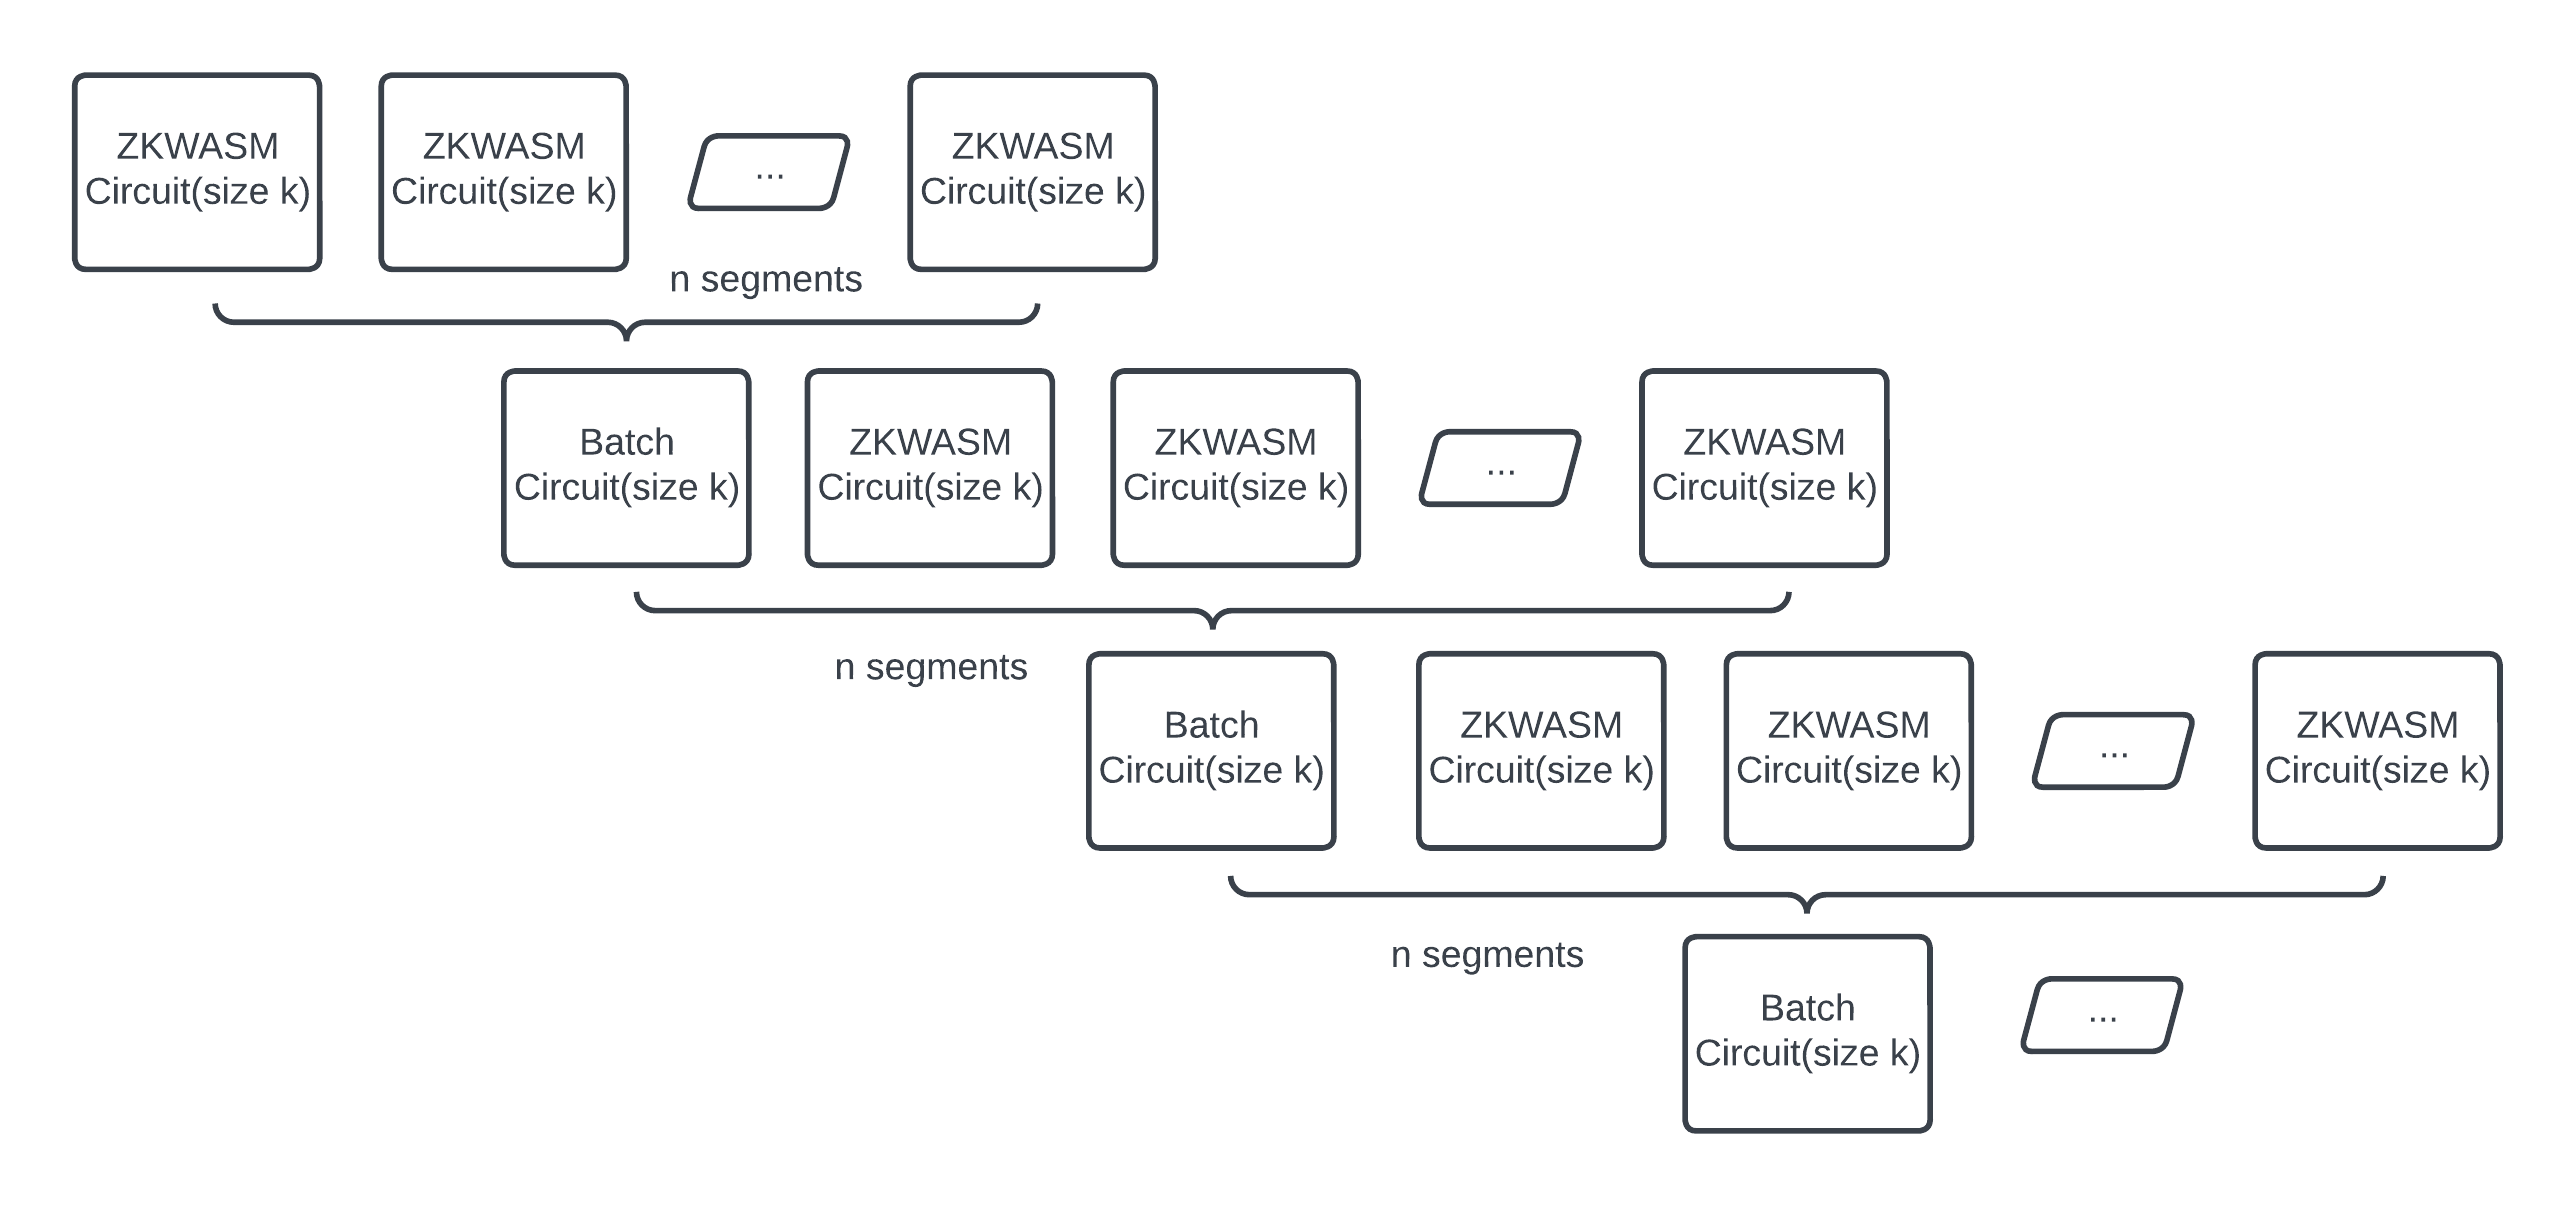 ZKWASM
Circuit(size k)
ZKWASM
Circuit(size k)
...
ZKWASM
Circuit(size k)
n segments
Batch
Circuit(size k)
ZKWASM
Circuit(size k)
ZKWASM
Circuit(size k)
...
ZKWASM
Circuit(size k)
n segments
Batch
Circuit(size k)
ZKWASM
Circuit(size k)
ZKWASM
Circuit(size k)
...
ZKWASM
Circuit(size k)
n segments
Batch
Circuit(size k)
...